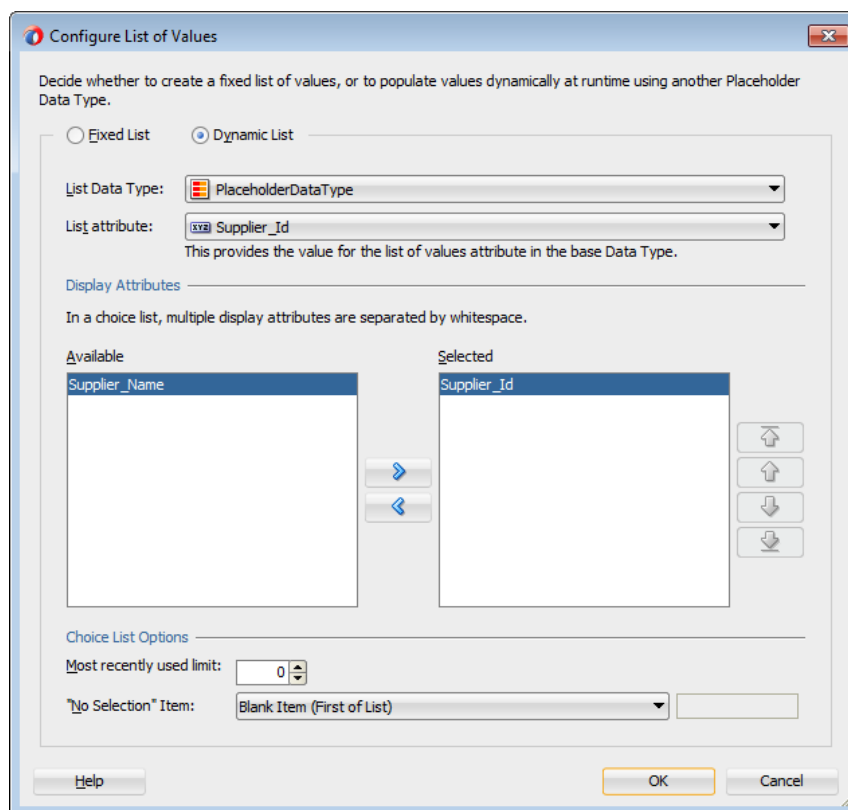 Configure List of Values
Decide whether to create a fixed list of values, or to populate values dynamically at runtime using another Placeholder
Data Type.
Fixed List Dynamic List
List Data Type: PlaceholderDataType
List attribute: XYZ Supplier_Id
This provides the value for the list of values attribute in the base Data Type.
Display Attributes
In a choice list, multiple display attributes are separated by whitespace.
Available Selected
Supplier_Name Supplier_Id
Choice List Options
Most recently used limit: 0
"No Selection" Item: Blank Item (First of List)
Help OK Cancel